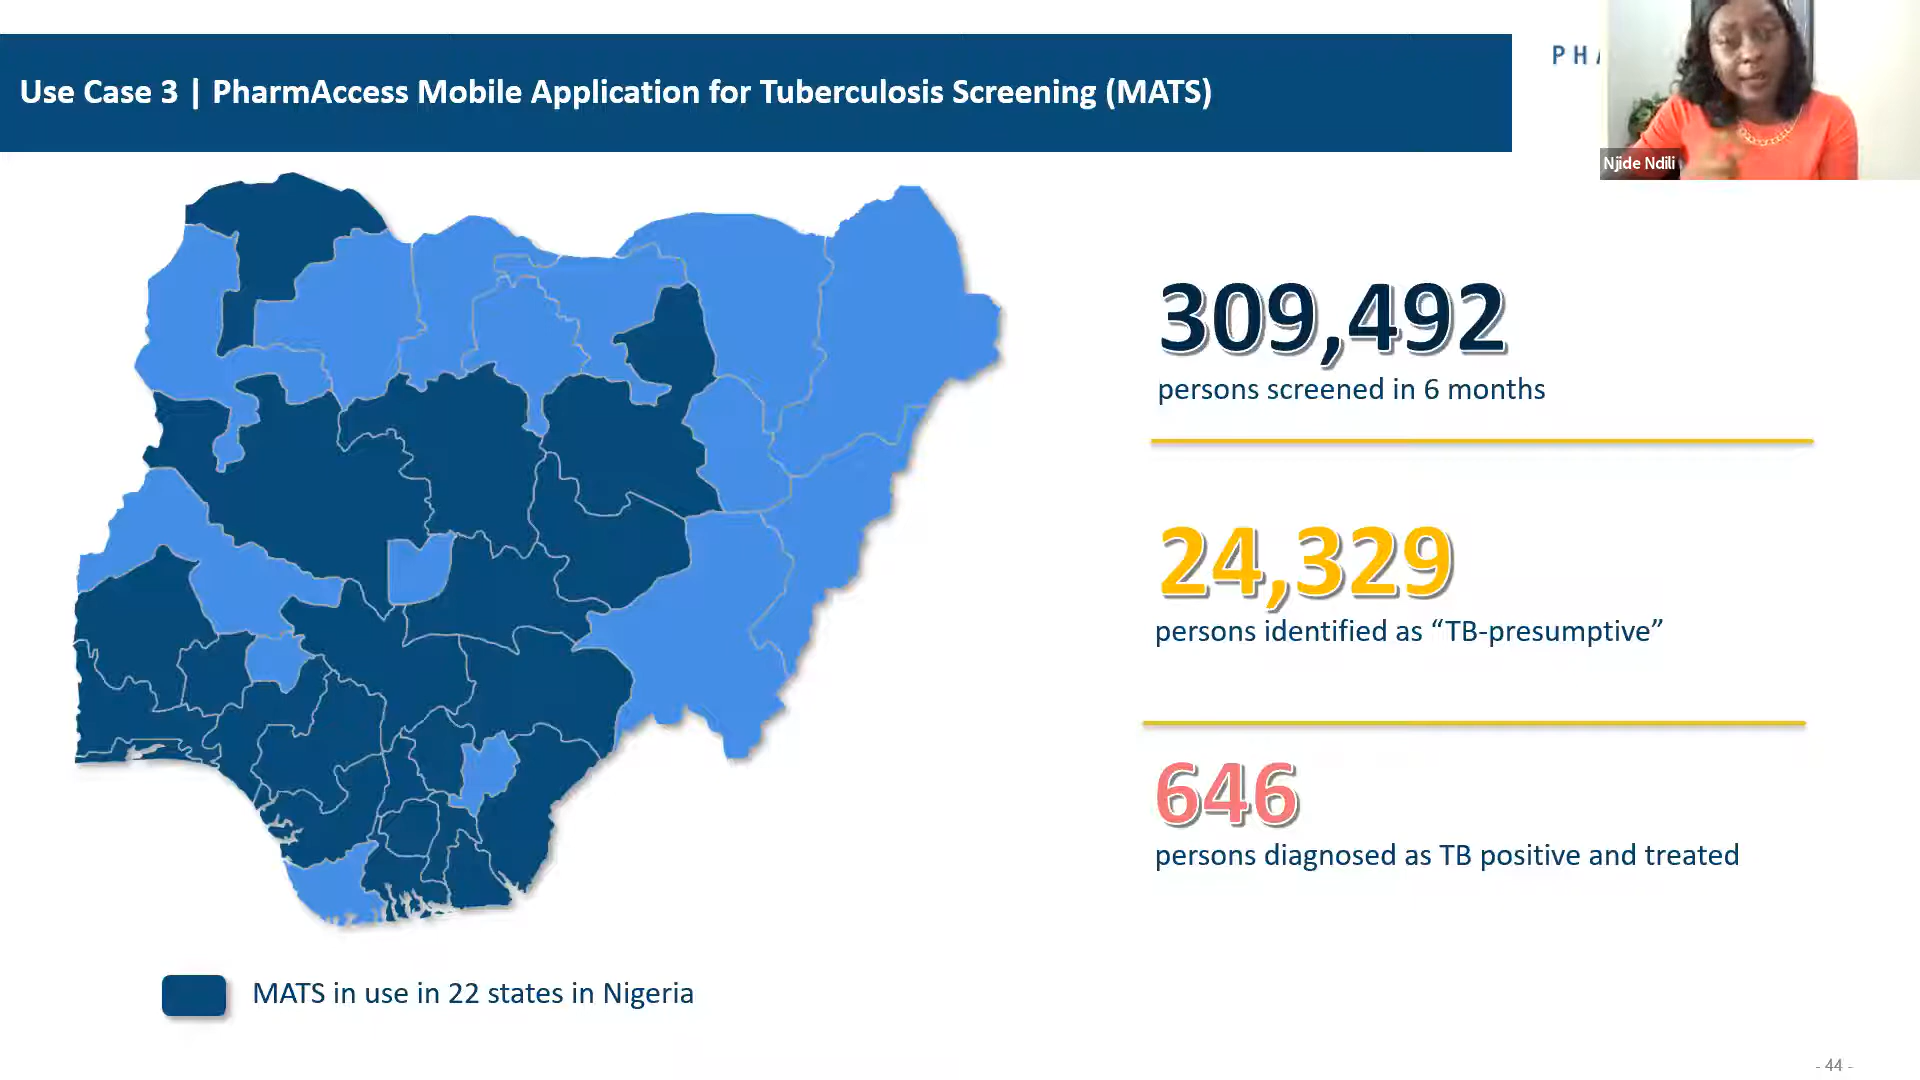 Use Case 3 | PharmAccess Mobile Application for Tuberculosis Screening (MATS)
Njide Ndili
309,492
persons screened in 6 months
24,329
persons identified as “TB-presumptive”
646
persons diagnosed as TB positive and treated
MATS in use in 22 states in Nigeria
- 44 -